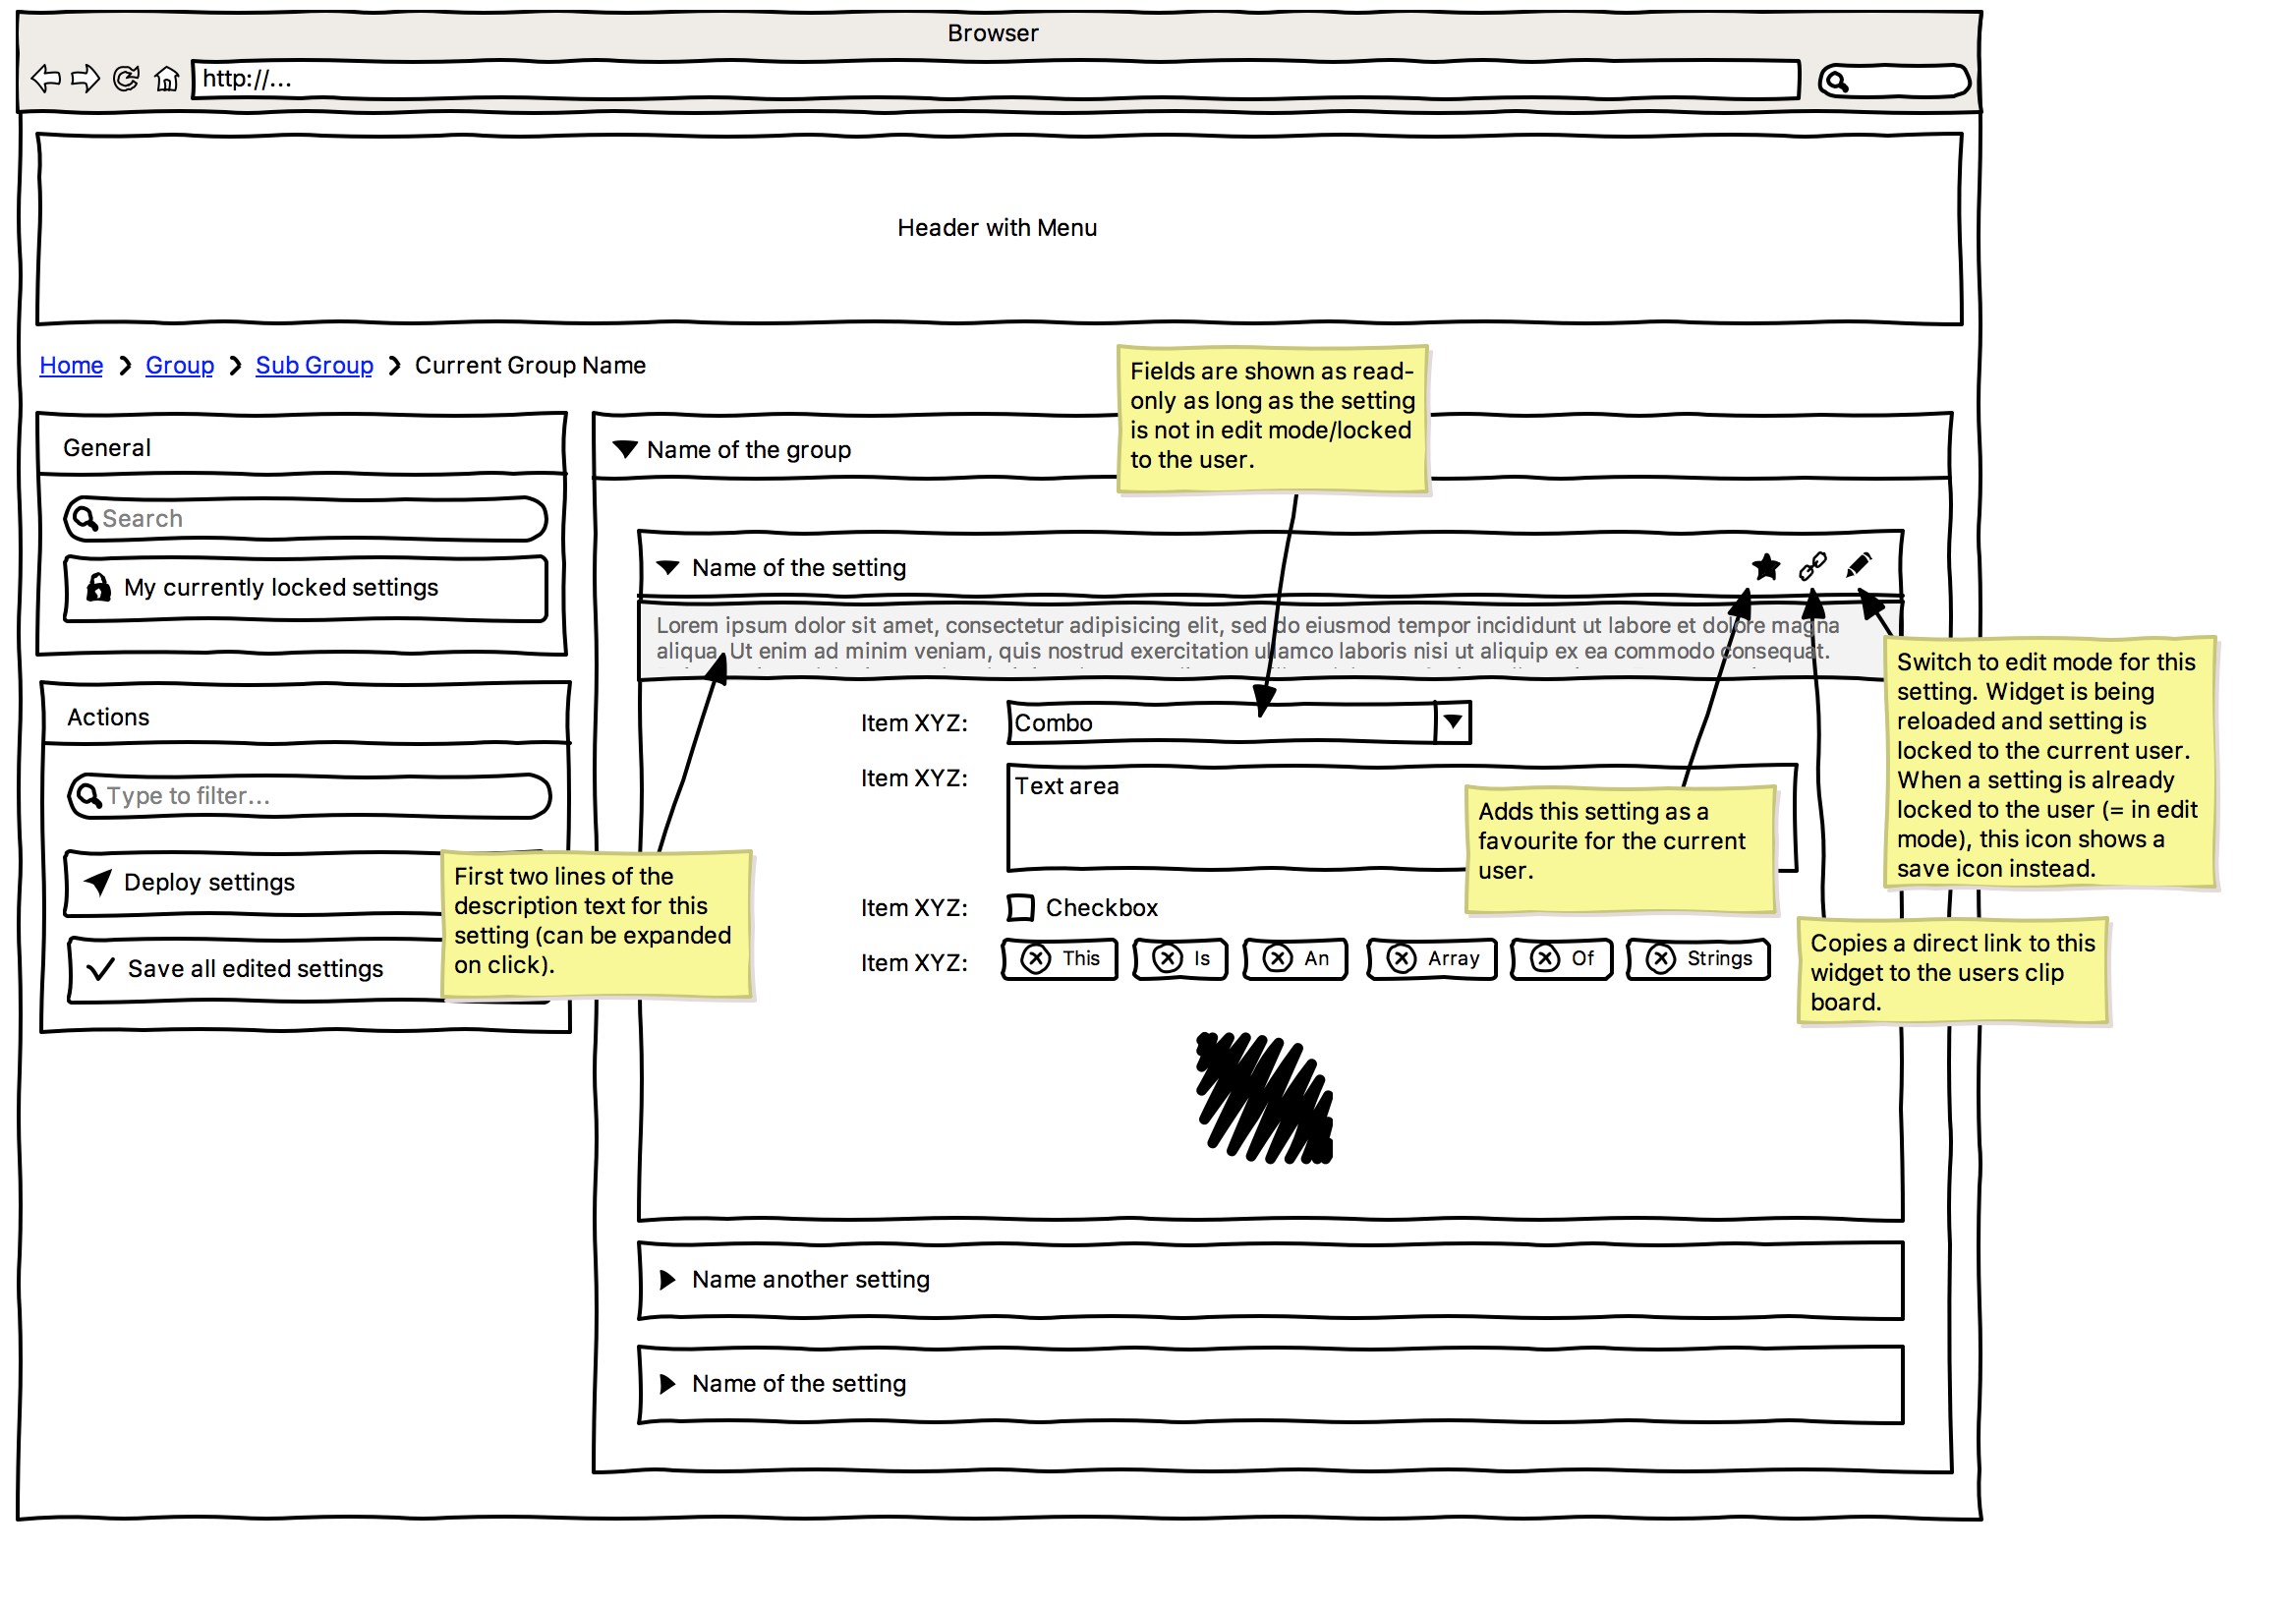 Browser
http://...
Header with Menu
Home Group Sub Group Current Group Name
Fields are shown as read-
only as long as the setting
is not in edit mode/locked
to the user.
General
Search
My currently locked settings
Actions
Type to filter...
Deploy settings
Save all edited settings
First two lines of the
description text for this
setting (can be expanded
on click).
Name of the group
Name of the setting
Lorem ipsum dolor sit amet, consectetur adipisicing elit, sed do eiusmod tempor incididunt ut labore et dolore magna
aliqua. Ut enim ad minim veniam, quis nostrud exercitation ullamco laboris nisi ut aliquip ex ea commodo consequat.
Item XYZ: Combo
Item XYZ: Text area
Item XYZ: Checkbox
Item XYZ: This Is An Array Of Strings
Adds this setting as a
favourite for the current
user.
Switch to edit mode for this
setting. Widget is being
reloaded and setting is
locked to the current user.
When a setting is already
locked to the user (= in edit
mode), this icon shows a
save icon instead.
Copies a direct link to this
widget to the users clip
board.
Name another setting
Name of the setting